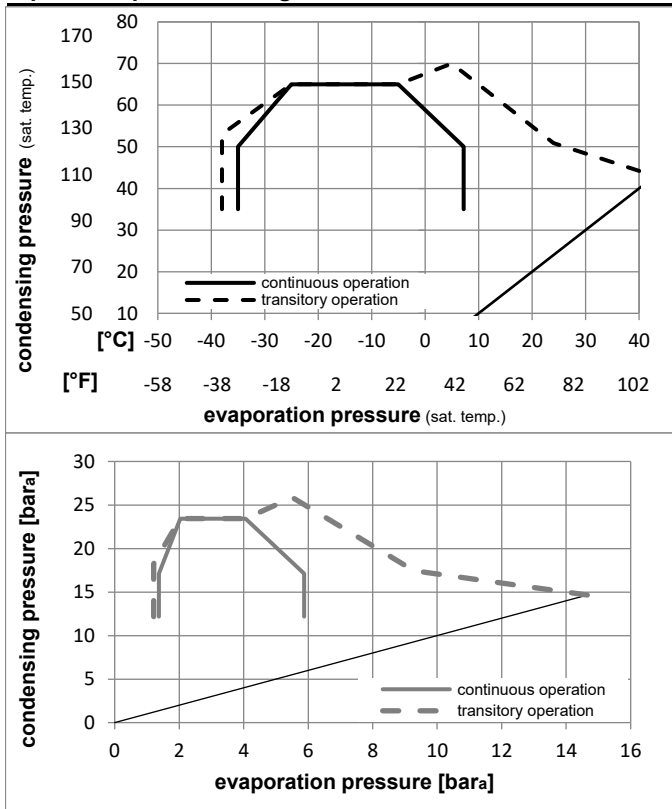 170
80
150
70
60
130
50
110
40
90
30
70
20
50
10
condensing pressure (sat. temp.)
continuous operation
transitory operation
[°C] -50 -40 -30 -20 -10 0 10 20 30 40
[°F] -58 -38 -18 2 22 42 62 82 102
evaporation pressure (sat. temp.)
30
25
20
15
10
5
0
condensing pressure [bara]
continuous operation
transitory operation
0 2 4 6 8 10 12 14 16
evaporation pressure [bara]